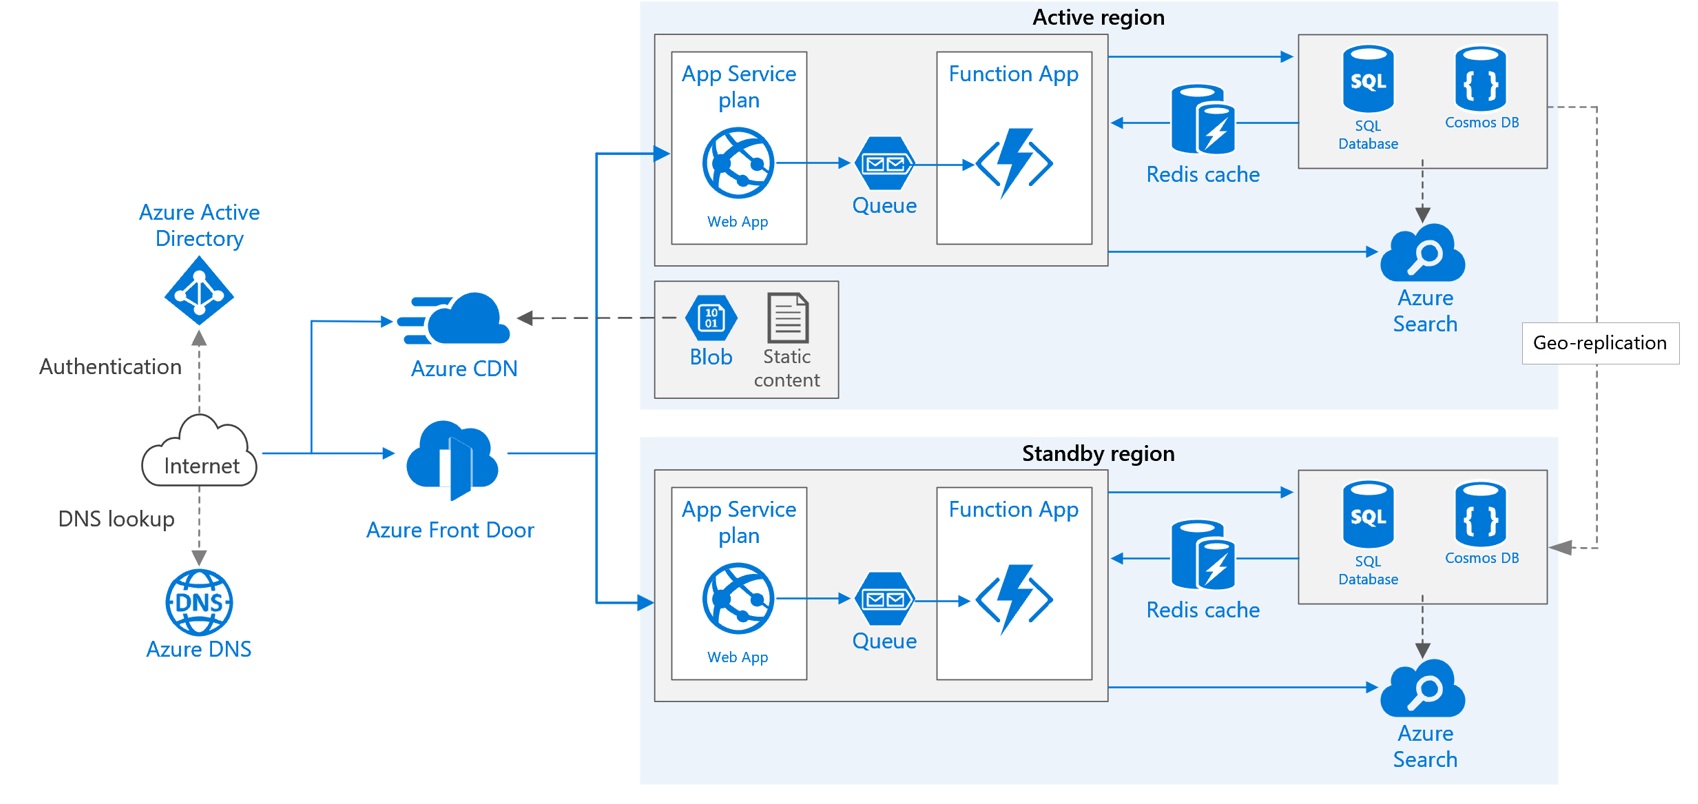 Azure Active
Directory
Authentication
Internet
DNS lookup
DNS
Azure DNS
Azure CDN
Azure Front Door
Active region
App Service
plan
Web App
Queue
Function App
Redis cache
SQL
SQL
Database
{ }
Cosmos DB
Azure
Search
10
01
Blob
Static
content
Geo-replication
Standby region
App Service
plan
Web App
Queue
Function App
Redis cache
SQL
SQL
Database
{ }
Cosmos DB
Azure
Search